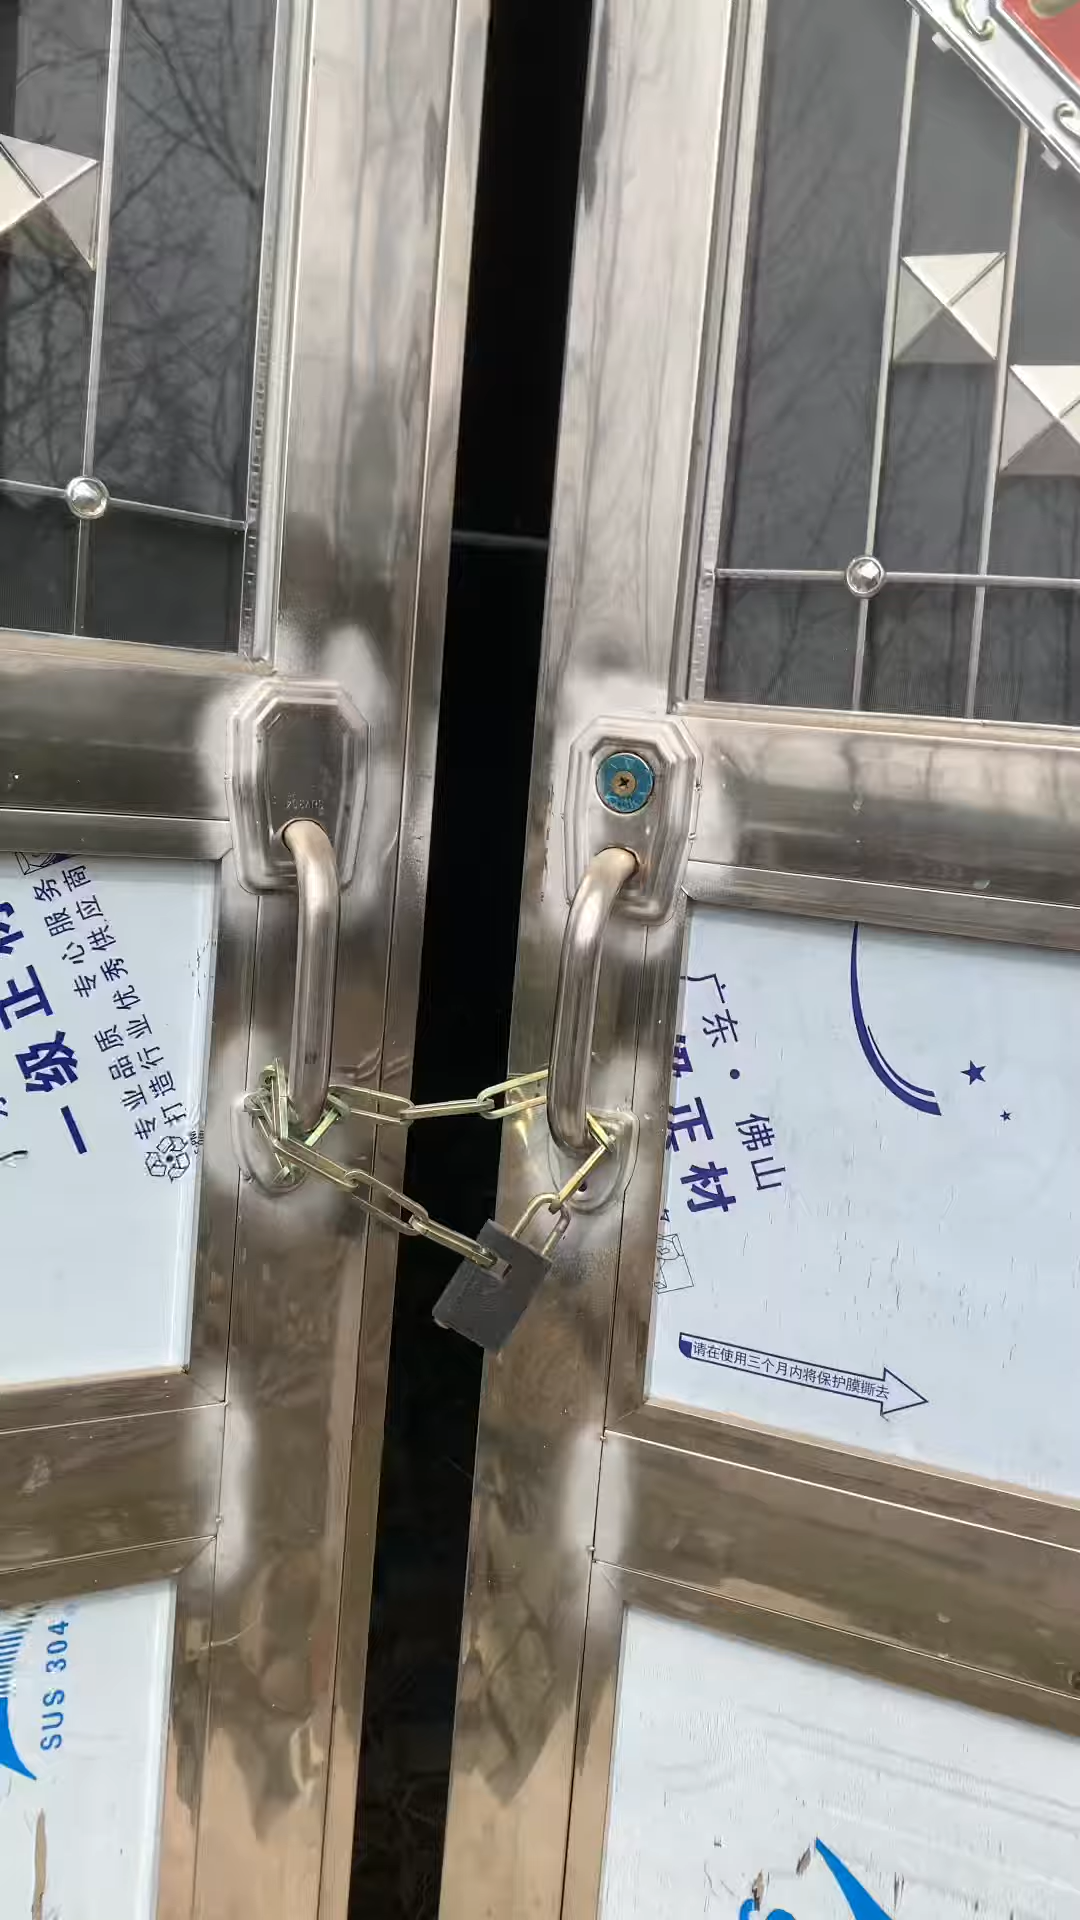 专心服务
专业品质
打造行业优秀供应商
一级正材
SUS 304
广东·佛山
正材
请在使用三个月内将保护膜撕去